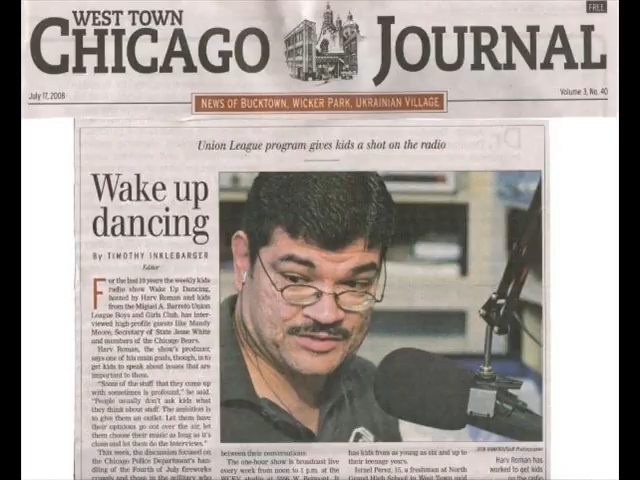 FREE
WEST TOWN
CHICAGO JOURNAL
July 17, 2008
Volume 3, No. 40
NEWS OF BUCKTOWN, WICKER PARK, UKRAINIAN VILLAGE
Union League program gives kids a shot on the radio
Wake up
dancing
By TIMOTHY INKLEBARGER
Editor
For the last 10 years the weekly kids
radio show Wake Up Dancing,
hosted by Harv Roman and kids
from the Miguel A. Barreto Union
League Boys and Girls Club, has inter-
viewed high-profile guests like Mandy
Moore, Secretary of State Jesse White
and members of the Chicago Bears.
Harv Roman, the show's producer,
says one of his main goals, though, is to
get kids to speak about issues that are
important to them.
"Some of the stuff that they come up
with sometimes is profound," he said.
"People usually don't ask kids what
they think about stuff. The ambition is
to give them an outlet. Let them have
their opinions go out over the air, let
them choose their music as long as it's
clean and let them do the interviews."
This week, the discussion focused on
the Chicago Police Department's han-
dling of the Fourth of July fireworks
between their conversations.
The one-hour show is broadcast live
every week from noon to 1 p.m. at the
has kids from as young as six and up to
their teenage years.
Israel Perez, 15, a freshman at North
Harv Roman has
worked to get kids